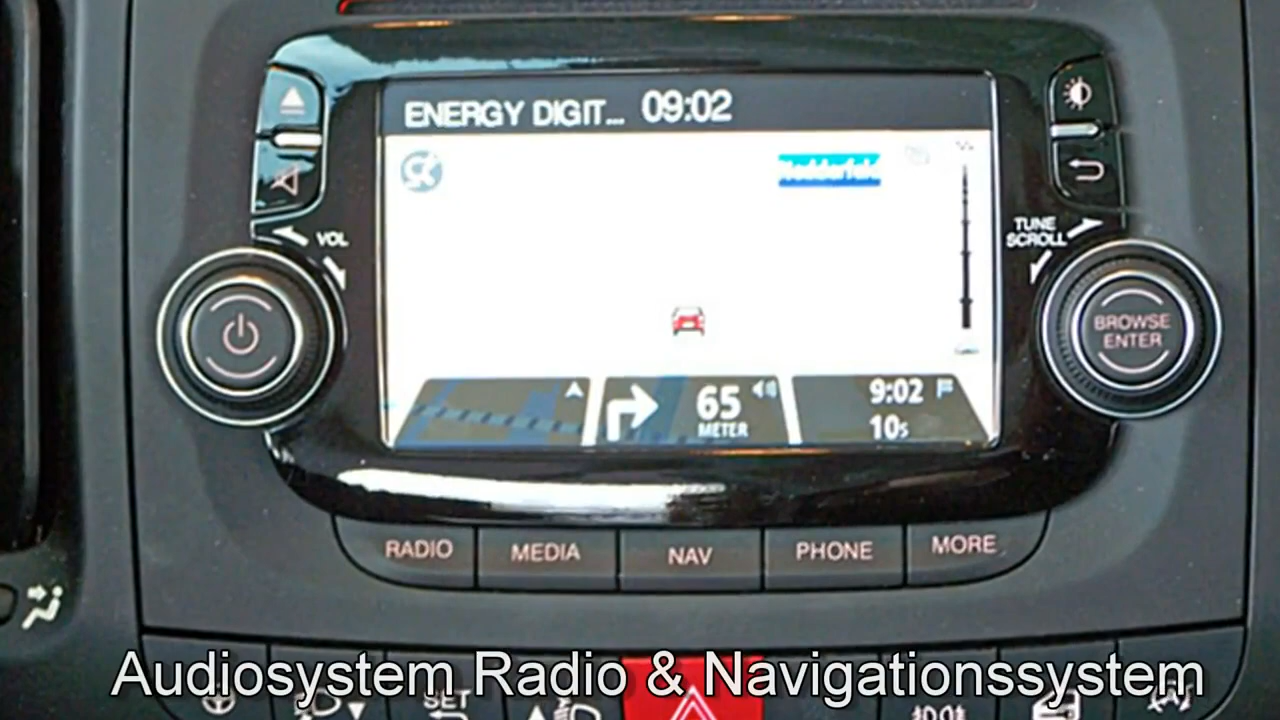 ENERGY DIGIT... 09:02
VOL
TUNE
SCROLL
BROWSE
ENTER
65
METER
9:02
10s
RADIO
MEDIA
NAV
PHONE
MORE
SET
Audiosystem Radio & Navigationssystem